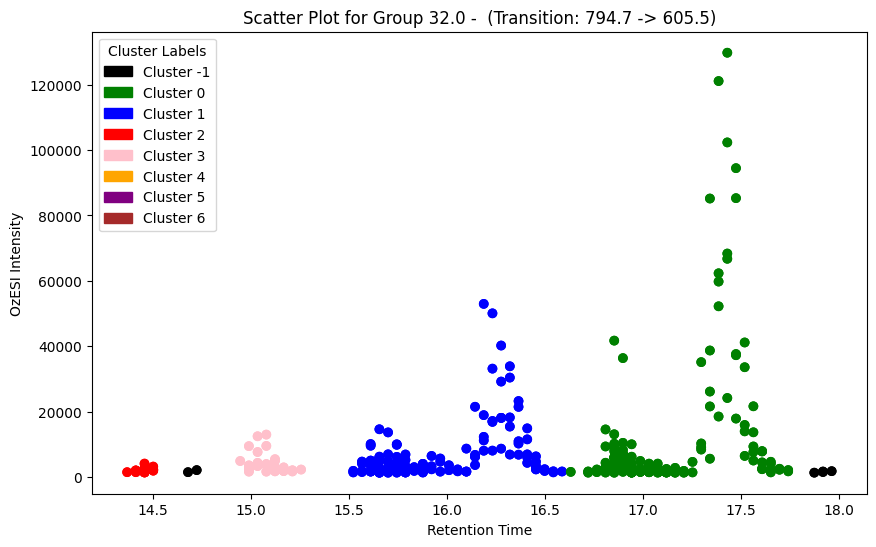 Scatter Plot for Group 32.0 -  (Transition: 794.7 -> 605.5)
Cluster Labels
Cluster -1
Cluster 0
Cluster 1
Cluster 2
Cluster 3
Cluster 4
Cluster 5
Cluster 6
OzESI Intensity
120000
100000
80000
60000
40000
20000
0
14.5 15.0 15.5 16.0 16.5 17.0 17.5 18.0
Retention Time